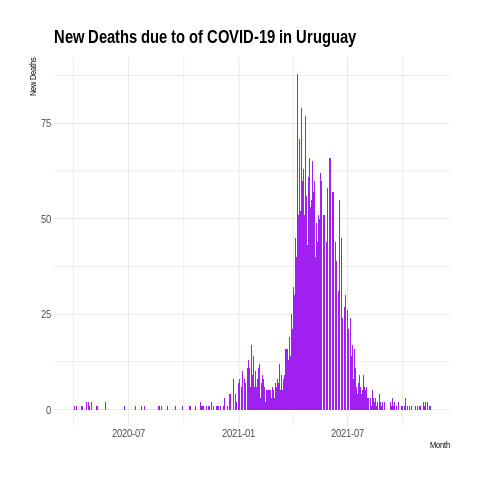 New Deaths due to of COVID-19 in Uruguay
New Deaths
75
50
25
0
2020-07
2021-01
2021-07
Month